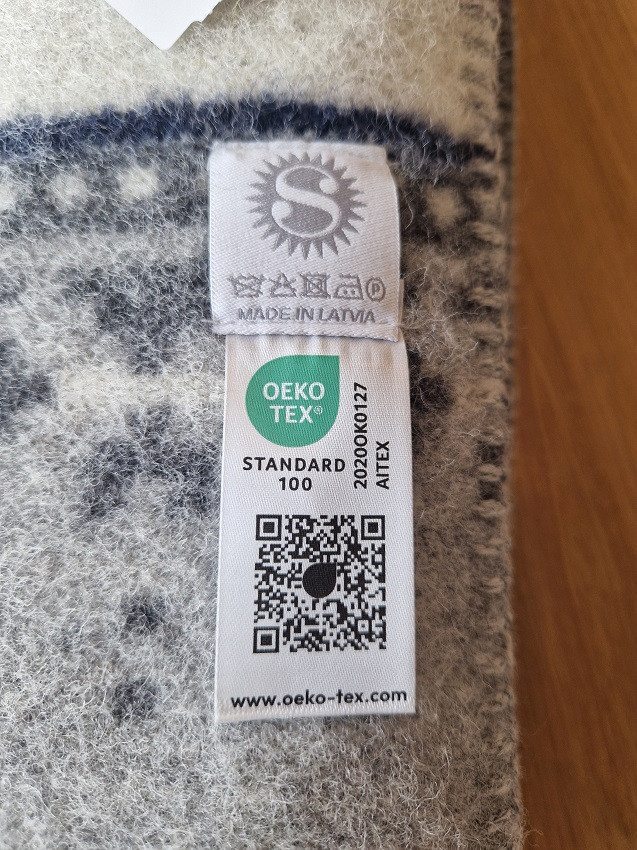 S
P
MADE IN LATVIA
OEKO
TEX®
STANDARD
100
2020OK0127
AITEX
www.oeko-tex.com